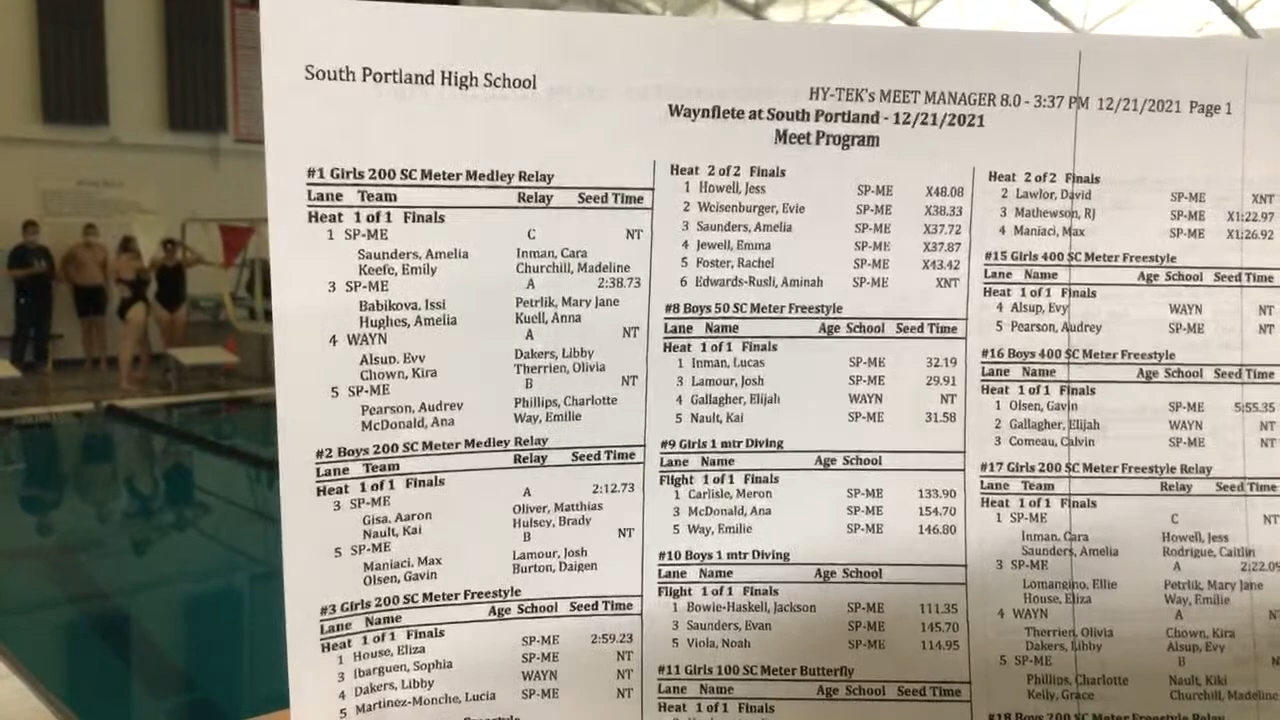 South Portland High School
HY-TEK's MEET MANAGER 8.0 - 3:37 PM 12/21/2021 Page 1
Waynflete at South Portland - 12/21/2021
Meet Program
#1 Girls 200 SC Meter Medley Relay
Lane Team Relay Seed Time
Heat 1 of 1 Finals
1 SP-ME C NT
Saunders, Amelia Inman, Cara
Keefe, Emily Churchill, Madeline
3 SP-ME A 2:38.73
Babikova, Issi Petrlik, Mary Jane
Hughes, Amelia Kuell, Anna
4 WAYN A NT
Alsup, Evy Dakers, Libby
Chown, Kira Therrien, Olivia
5 SP-ME B NT
Pearson, Audrey Phillips, Charlotte
McDonald, Ana Way, Emilie
#2 Boys 200 SC Meter Medley Relay
Lane Team Relay Seed Time
Heat 1 of 1 Finals
3 SP-ME A 2:12.73
Gisa, Aaron Oliver, Matthias
Nault, Kai Hulsey, Brady
5 SP-ME B NT
Maniaci, Max Lamour, Josh
Olsen, Gavin Burton, Daigen
#3 Girls 200 SC Meter Freestyle
Lane Name Age School Seed Time
Heat 1 of 1 Finals
1 House, Eliza SP-ME 2:59.23
3 Ibarguen, Sophia SP-ME NT
4 Dakers, Libby WAYN NT
5 Martinez-Monche, Lucia SP-ME NT
Heat 2 of 2 Finals
1 Howell, Jess SP-ME X48.08
2 Weisenburger, Evie SP-ME X38.33
3 Saunders, Amelia SP-ME X37.72
4 Jewell, Emma SP-ME X37.87
5 Foster, Rachel SP-ME X43.42
6 Edwards-Rusli, Aminah SP-ME XNT
#8 Boys 50 SC Meter Freestyle
Lane Name Age School Seed Time
Heat 1 of 1 Finals
1 Inman, Lucas SP-ME 32.19
3 Lamour, Josh SP-ME 29.91
4 Gallagher, Elijah WAYN NT
5 Nault, Kai SP-ME 31.58
#9 Girls 1 mtr Diving
Lane Name Age School
Flight 1 of 1 Finals
1 Carlisle, Meron SP-ME 133.90
3 McDonald, Ana SP-ME 154.70
5 Way, Emilie SP-ME 146.80
#10 Boys 1 mtr Diving
Lane Name Age School
Flight 1 of 1 Finals
1 Bowie-Haskell, Jackson SP-ME 111.35
3 Saunders, Evan SP-ME 145.70
5 Viola, Noah SP-ME 114.95
#11 Girls 100 SC Meter Butterfly
Lane Name Age School Seed Time
Heat 1 of 1 Finals
Heat 2 of 2 Finals
2 Lawlor, David SP-ME XNT
3 Mathewson, RJ SP-ME X1:22.97
4 Maniaci, Max SP-ME X1:26.92
#15 Girls 400 SC Meter Freestyle
Lane Name Age School Seed Time
Heat 1 of 1 Finals
4 Alsup, Evy WAYN NT
5 Pearson, Audrey SP-ME NT
#16 Boys 400 SC Meter Freestyle
Lane Name Age School Seed Time
Heat 1 of 1 Finals
1 Olsen, Gavin SP-ME 5:55.35
2 Gallagher, Elijah WAYN NT
3 Comeau, Calvin SP-ME NT
#17 Girls 200 SC Meter Freestyle Relay
Lane Team Relay Seed Time
Heat 1 of 1 Finals
1 SP-ME C NT
Inman, Cara Howell, Jess
Saunders, Amelia Rodrigue, Caitlin
3 SP-ME A 2:22.09
Lomangino, Ellie Petrlik, Mary Jane
House, Eliza Way, Emilie
4 WAYN A N
Therrien, Olivia Chown, Kira
Dakers, Libby Alsup, Evy
5 SP-ME B N
Phillips, Charlotte Nault, Kiki
Kelly, Grace Churchill, Madeline
#18 Boys 200 SC Meter Freestyle Relay